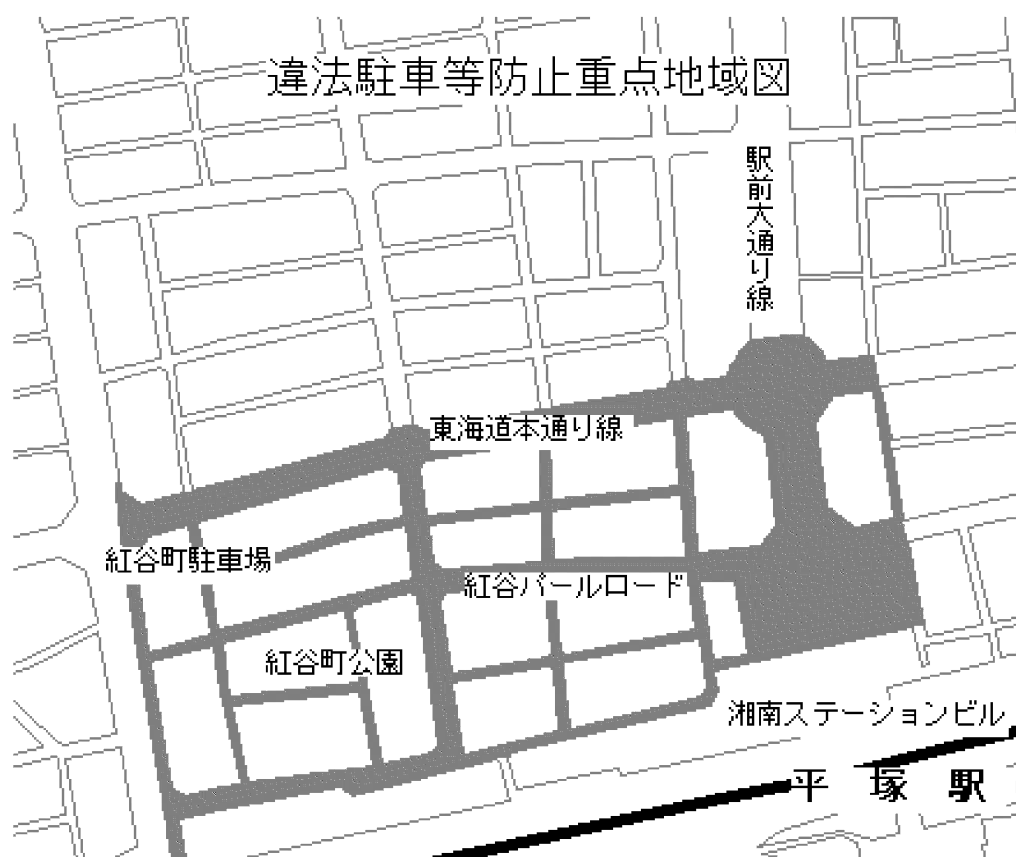 違法駐車等防止重点地域図
駅前大通り線
東海道本通り線
紅谷町駐車場
紅谷パールロード
紅谷町公園
湘南ステーションビル
平塚駅